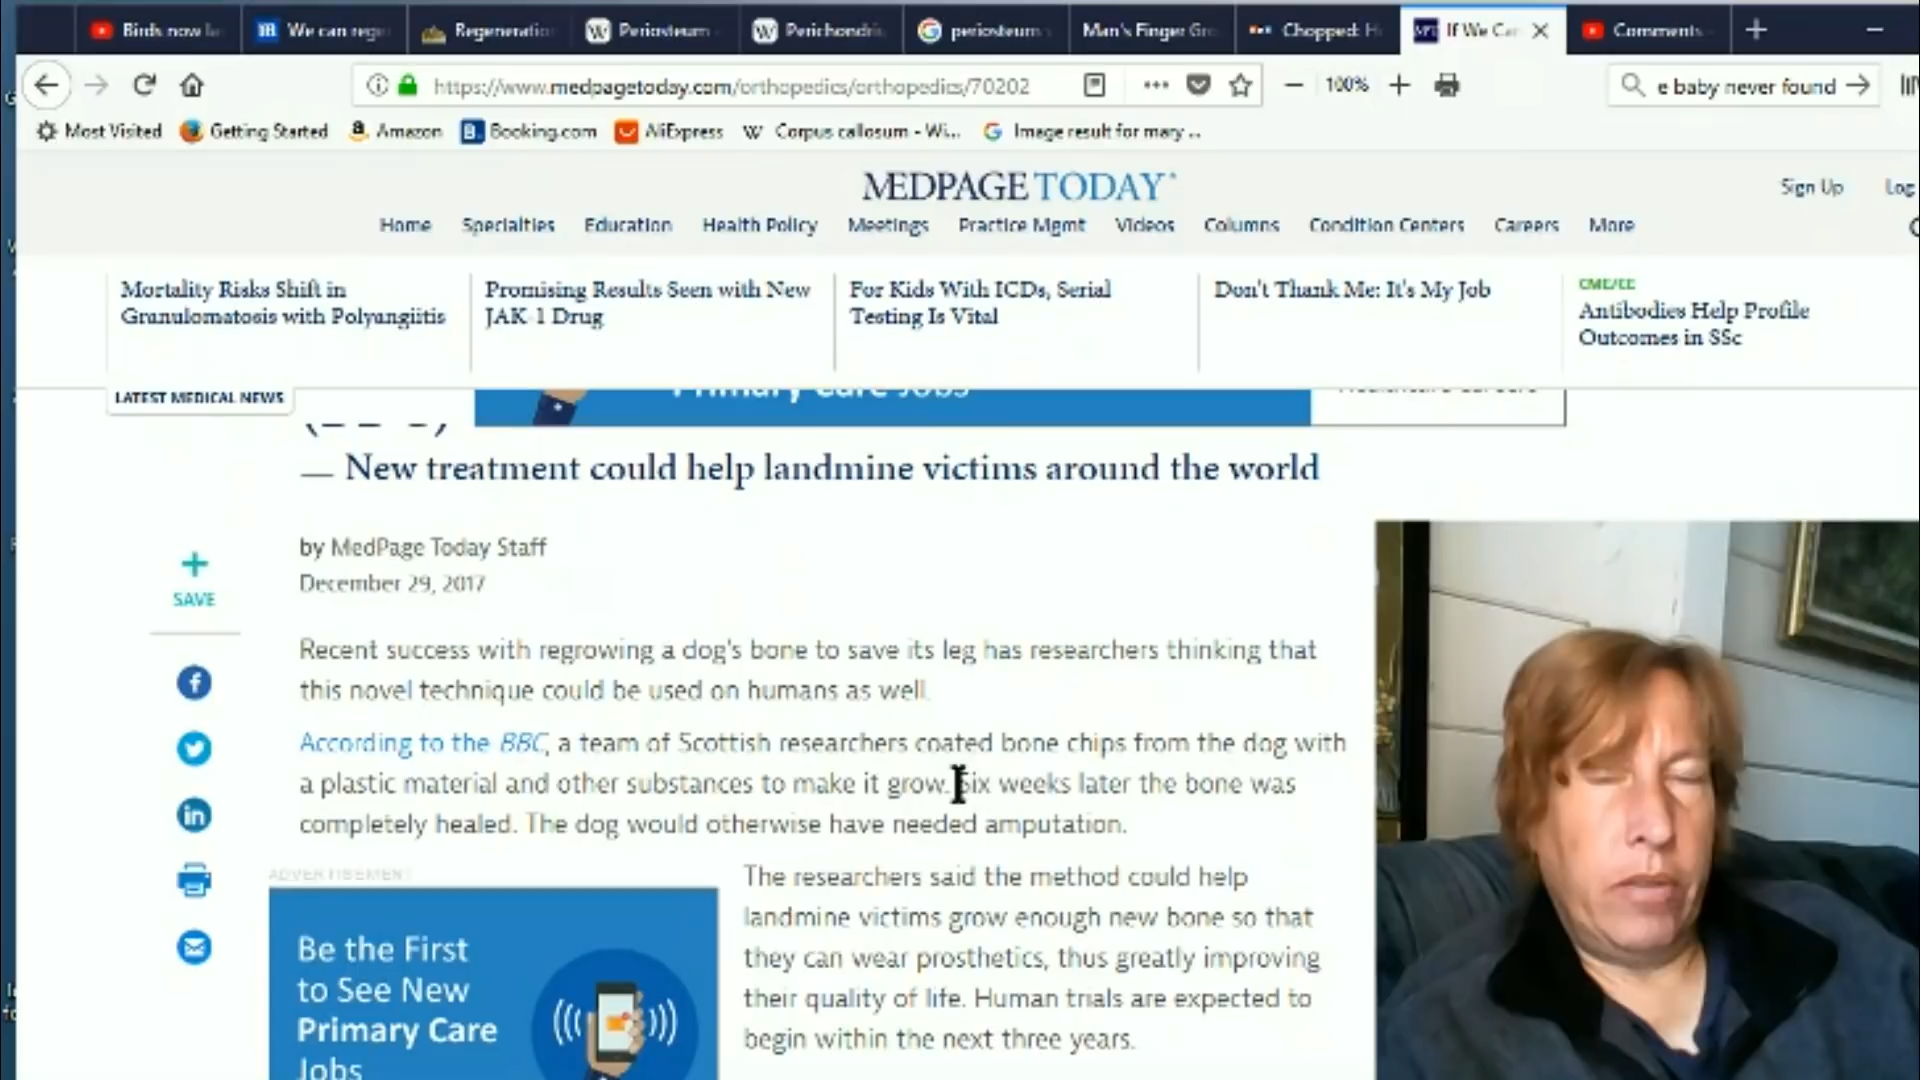 Birds now la
We can rege
Regeneration
Periosteum -
Perichondri
periosteum
Man's Finger Gr
Chopped: H
If We Can
Comments -
https://www.medpagetoday.com/orthopedics/orthopedics/70202
100%
e baby never found
Most Visited
Getting Started
Amazon
Booking.com
AliExpress
Corpus callosum - Wi...
Image result for mary ...
MEDPAGE TODAY
Sign Up
Log
Home
Specialties
Education
Health Policy
Meetings
Practice Mgmt
Videos
Columns
Condition Centers
Careers
More
Mortality Risks Shift in
Granulomatosis with Polyangiitis
Promising Results Seen with New
JAK-1 Drug
For Kids With ICDs, Serial
Testing Is Vital
Don't Thank Me: It's My Job
CME/CE
Antibodies Help Profile
Outcomes in SSc
LATEST MEDICAL NEWS
Primary Care Jobs
— New treatment could help landmine victims around the world
by MedPage Today Staff
December 29, 2017
SAVE
Recent success with regrowing a dog's bone to save its leg has researchers thinking that
this novel technique could be used on humans as well.
According to the BBC, a team of Scottish researchers coated bone chips from the dog with
a plastic material and other substances to make it grow. Six weeks later the bone was
completely healed. The dog would otherwise have needed amputation.
ADVERTISEMENT
Be the First
to See New
Primary Care
Jobs
The researchers said the method could help
landmine victims grow enough new bone so that
they can wear prosthetics, thus greatly improving
their quality of life. Human trials are expected to
begin within the next three years.